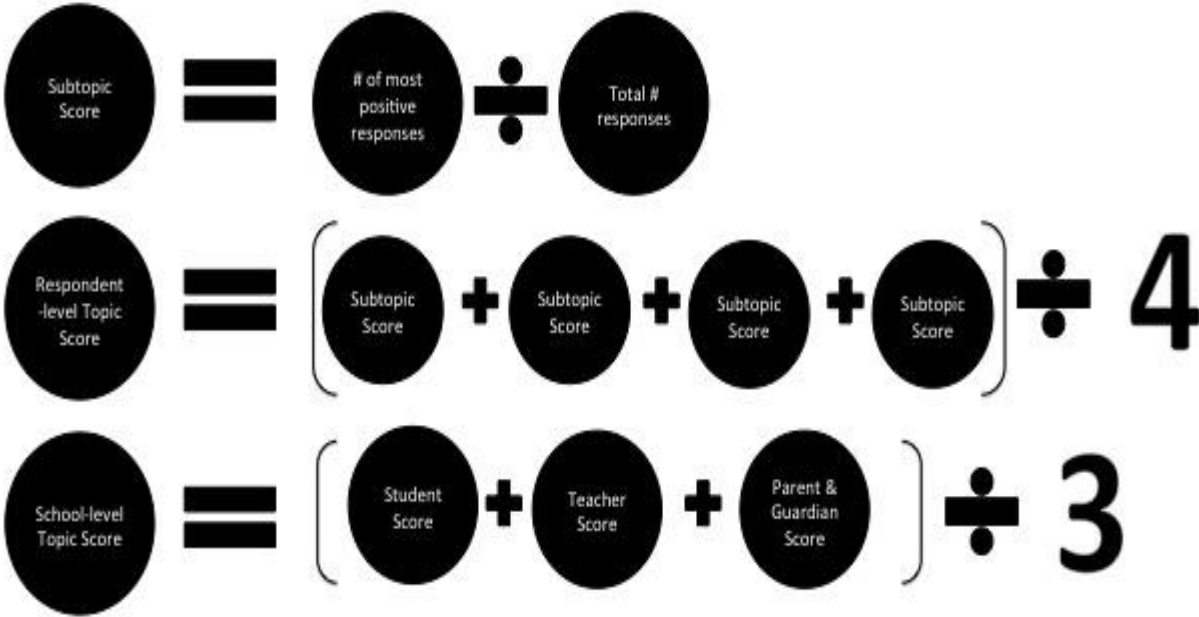 Subtopic
Score
# of most
positive
responses
Total #
responses
Respondent
-level Topic
Score
Subtopic
Score
Subtopic
Score
Subtopic
Score
Subtopic
Score
4
School-level
Topic Score
Student
Score
Teacher
Score
Parent &
Guardian
Score
3